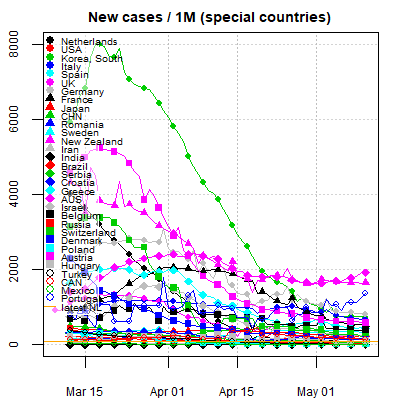 New cases / 1M (special countries)
8000
6000
4000
2000
0
Netherlands
USA
Korea, South
Italy
Spain
UK
Germany
France
Japan
CHN
Romania
Sweden
New Zealand
Iran
India
Brazil
Serbia
Croatia
Greece
AUS
Israel
Belgium
Russia
Switzerland
Denmark
Poland
Austria
Hungary
Turkey
CAN
Mexico
Portugal
Mar 15
Apr 01
Apr 15
May 01